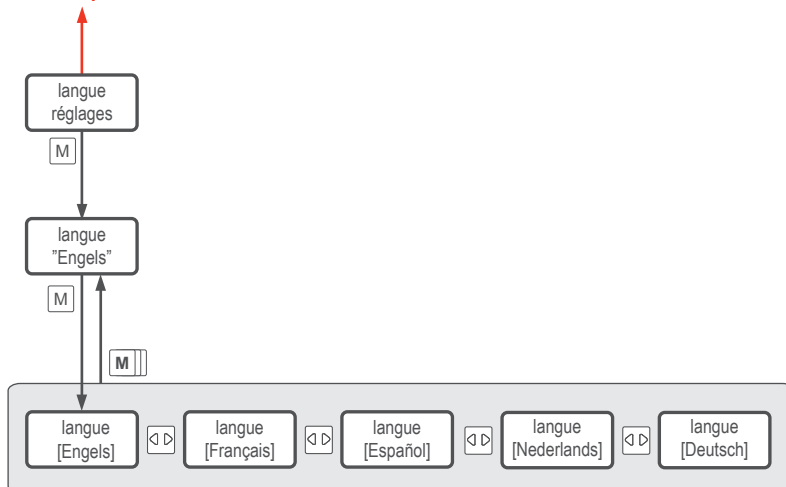 langue
réglages
M
langue
”Engels”
M
M
langue
[Engels]
langue
[Français]
langue
[Español]
langue
[Nederlands]
langue
[Deutsch]